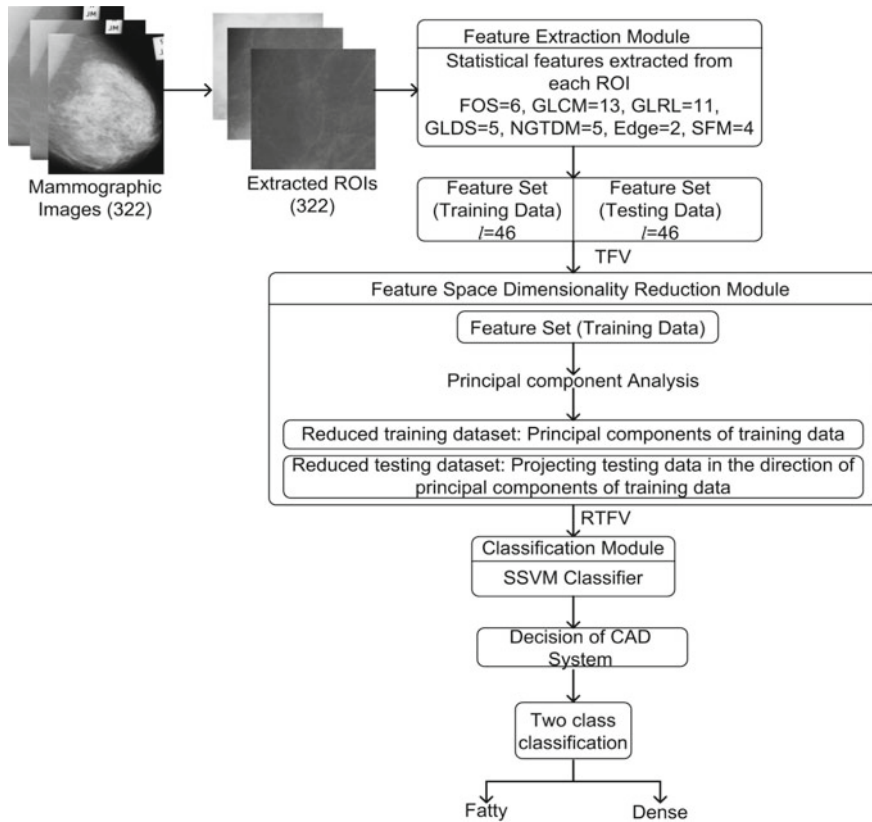 JM
JM
Mammographic
Images (322)
Extracted ROIs
(322)
Feature Extraction Module
Statistical features extracted from
each ROI
FOS=6, GLCM=13, GLRL=11,
GLDS=5, NGTDM=5, Edge=2, SFM=4
Feature Set
(Training Data)
l=46
Feature Set
(Testing Data)
l=46
TFV
Feature Space Dimensionality Reduction Module
Feature Set (Training Data)
Principal component Analysis
Reduced training dataset: Principal components of training data
Reduced testing dataset: Projecting testing data in the direction of
principal components of training data
RTFV
Classification Module
SSVM Classifier
Decision of CAD
System
Two class
classification
Fatty
Dense